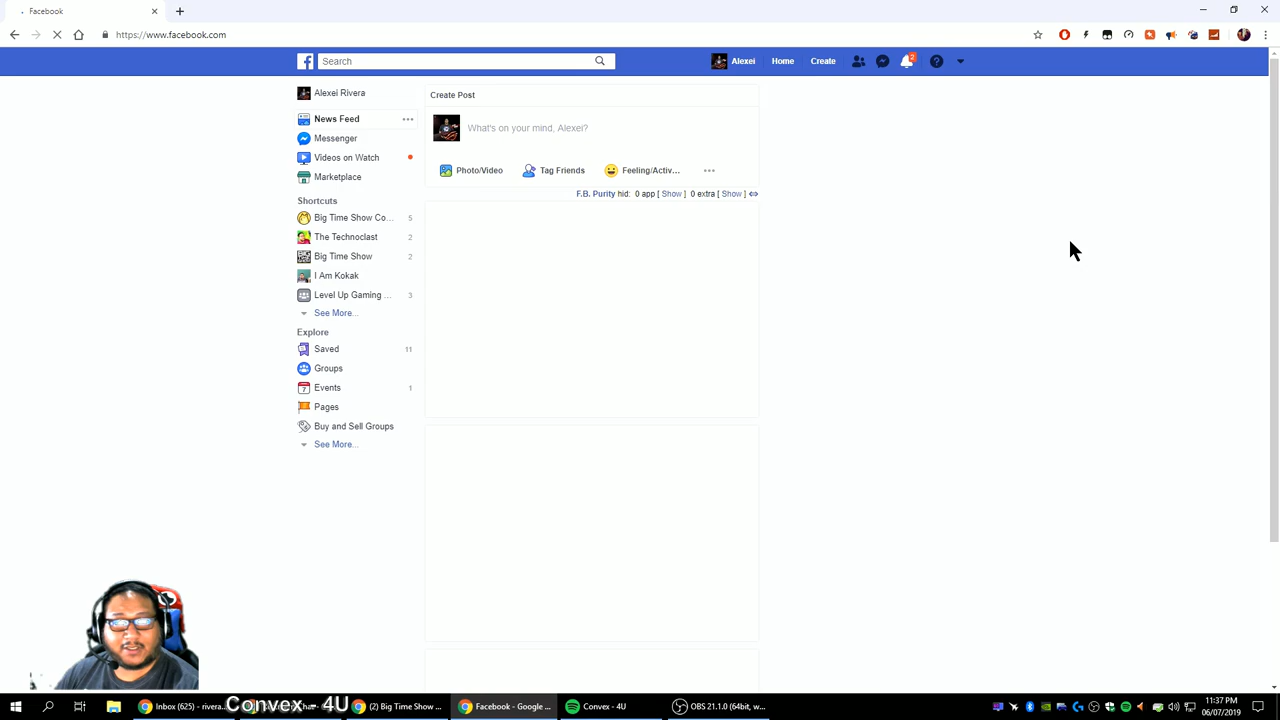 Facebook
https://www.facebook.com
Search
Alexei
Home
Create
2
Alexei Rivera
News Feed
Messenger
Videos on Watch
Marketplace
Shortcuts
Big Time Show Co... 5
The Technoclast 2
Big Time Show 2
I Am Kokak
Level Up Gaming ... 3
See More...
Explore
Saved 11
Groups
Events 1
Pages
Buy and Sell Groups
See More...
Create Post
What's on your mind, Alexei?
Photo/Video
Tag Friends
Feeling/Activ...
F.B. Purity hid: 0 app [ Show ] 0 extra [ Show ]
Convex - 4U
Inbox (625) - rivera...
(2) Big Time Show ...
Facebook - Google ...
Convex - 4U
OBS 21.1.0 (64bit, w...
11:37 PM
06/07/2019